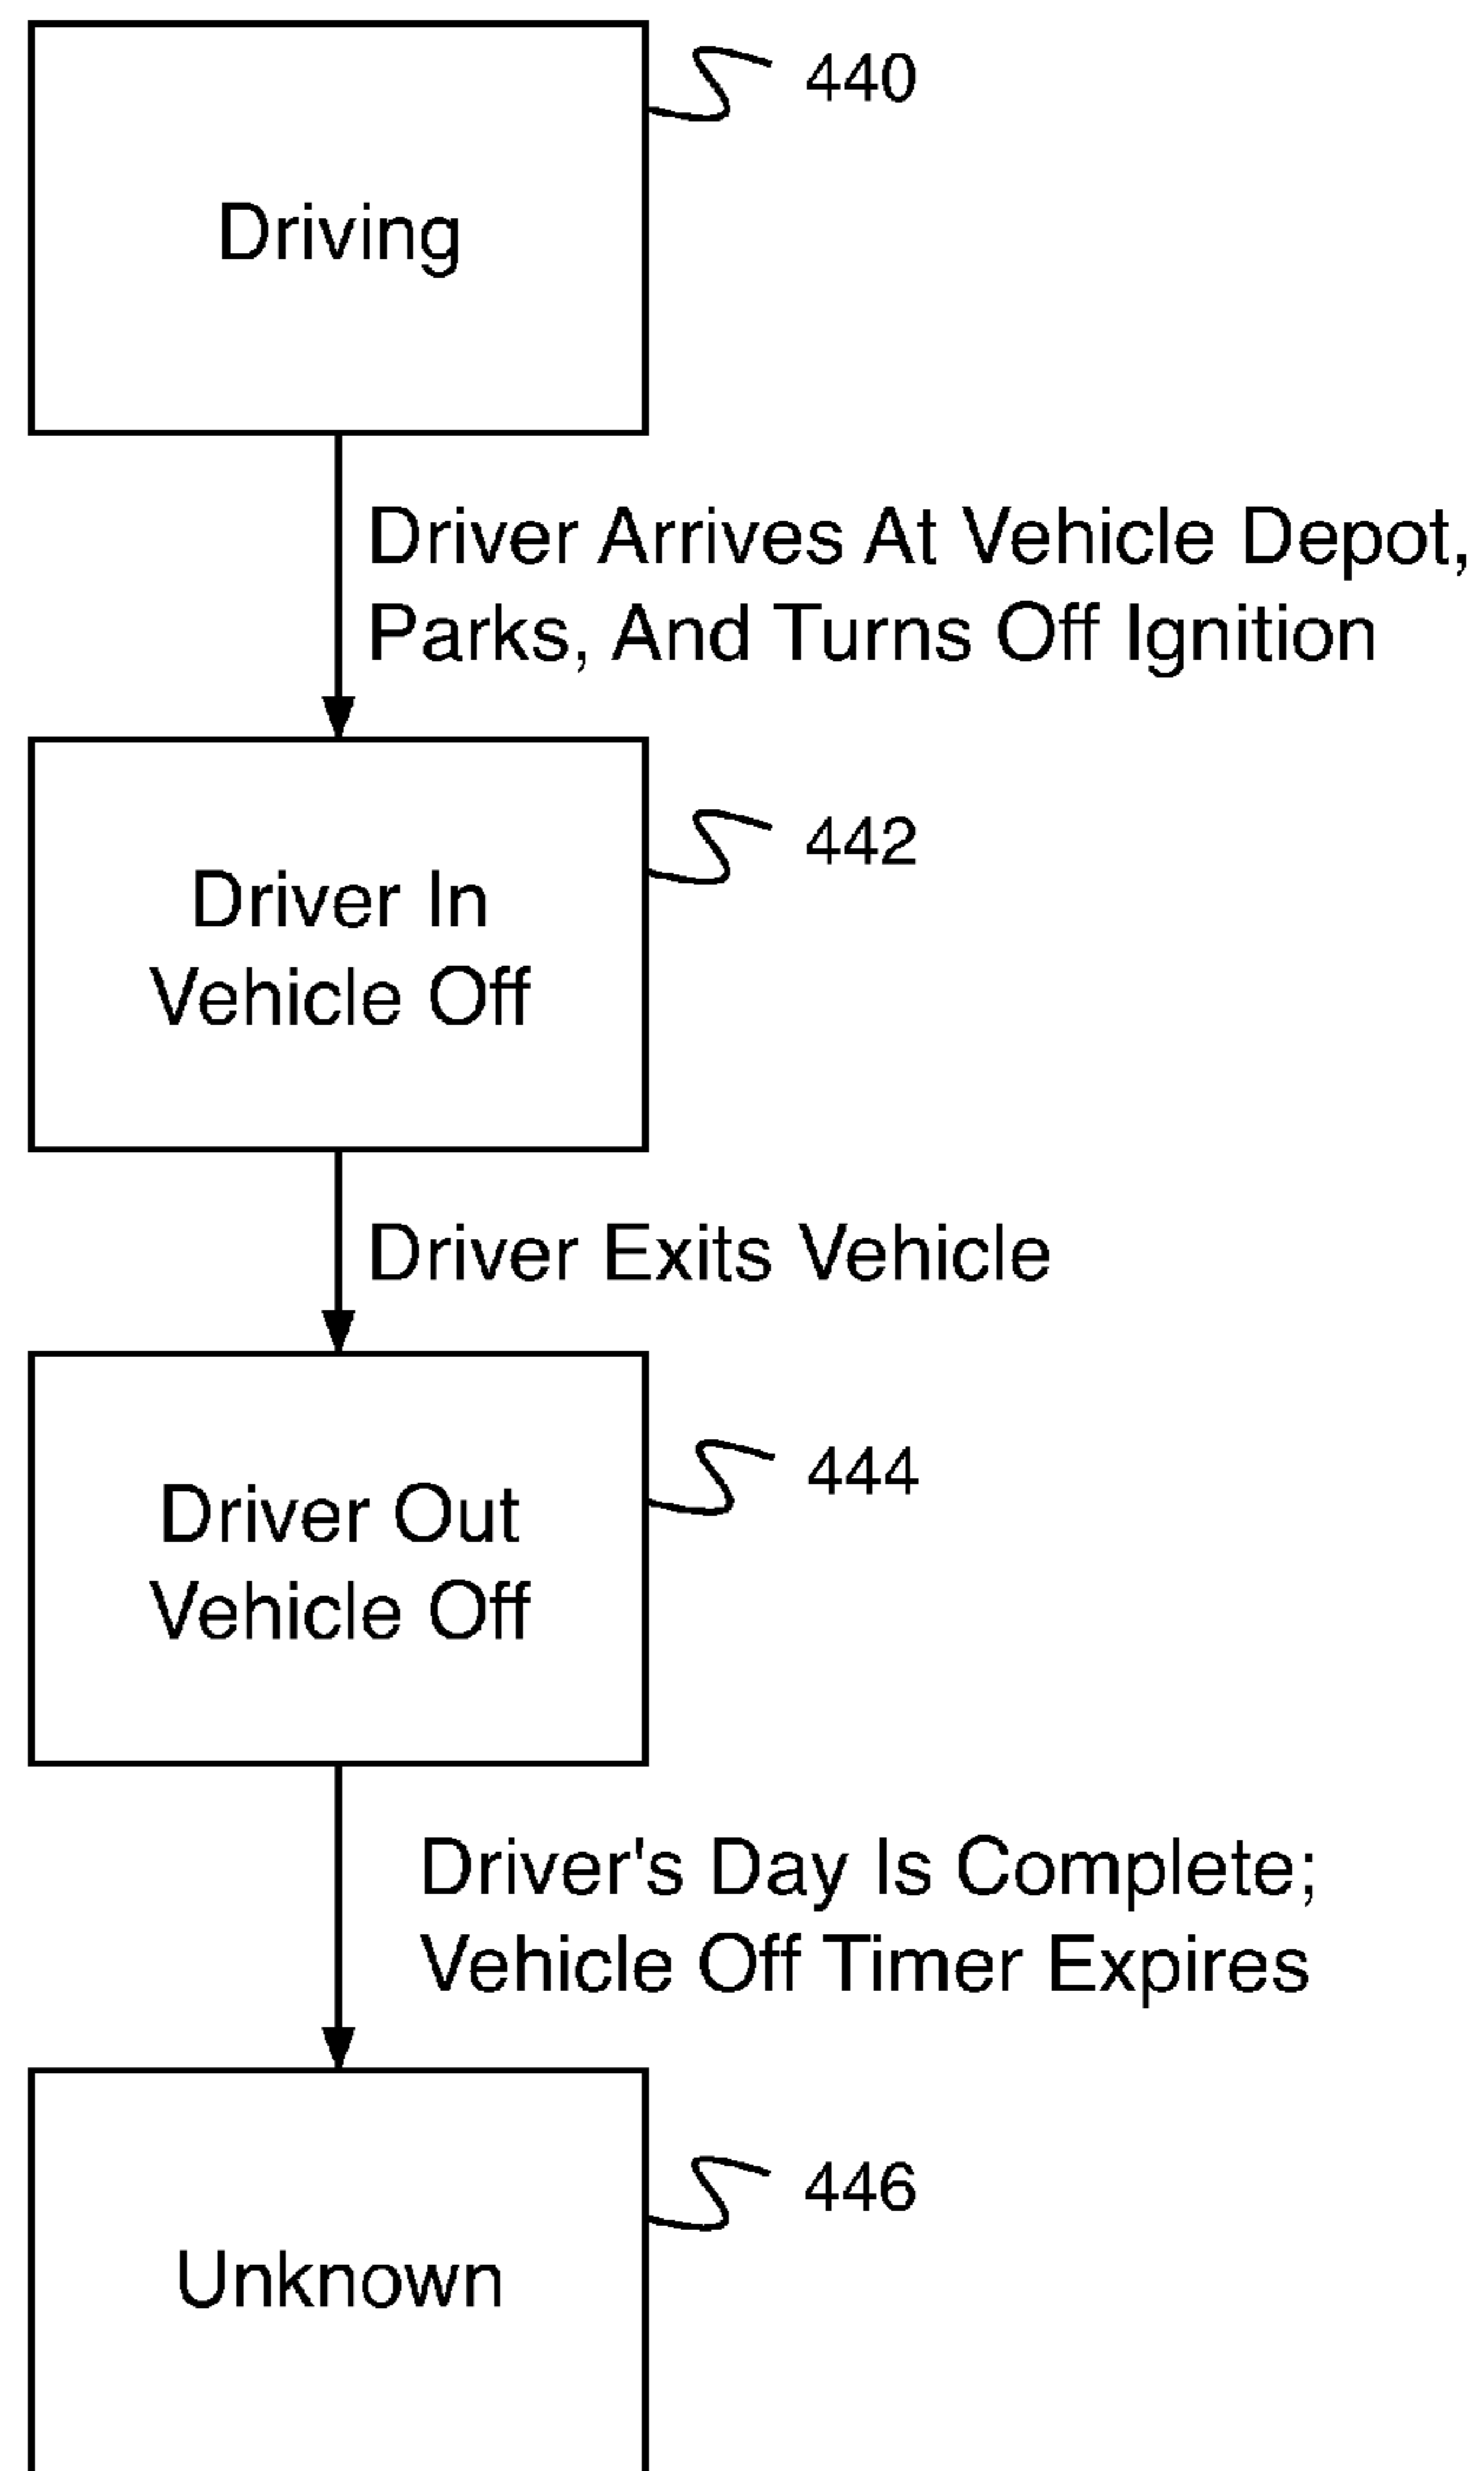 440
Driving
Driver Arrives At Vehicle Depot,
Parks, And Turns Off Ignition
442
Driver In
Vehicle Off
Driver Exits Vehicle
444
Driver Out
Vehicle Off
Driver's Day Is Complete;
Vehicle Off Timer Expires
446
Unknown